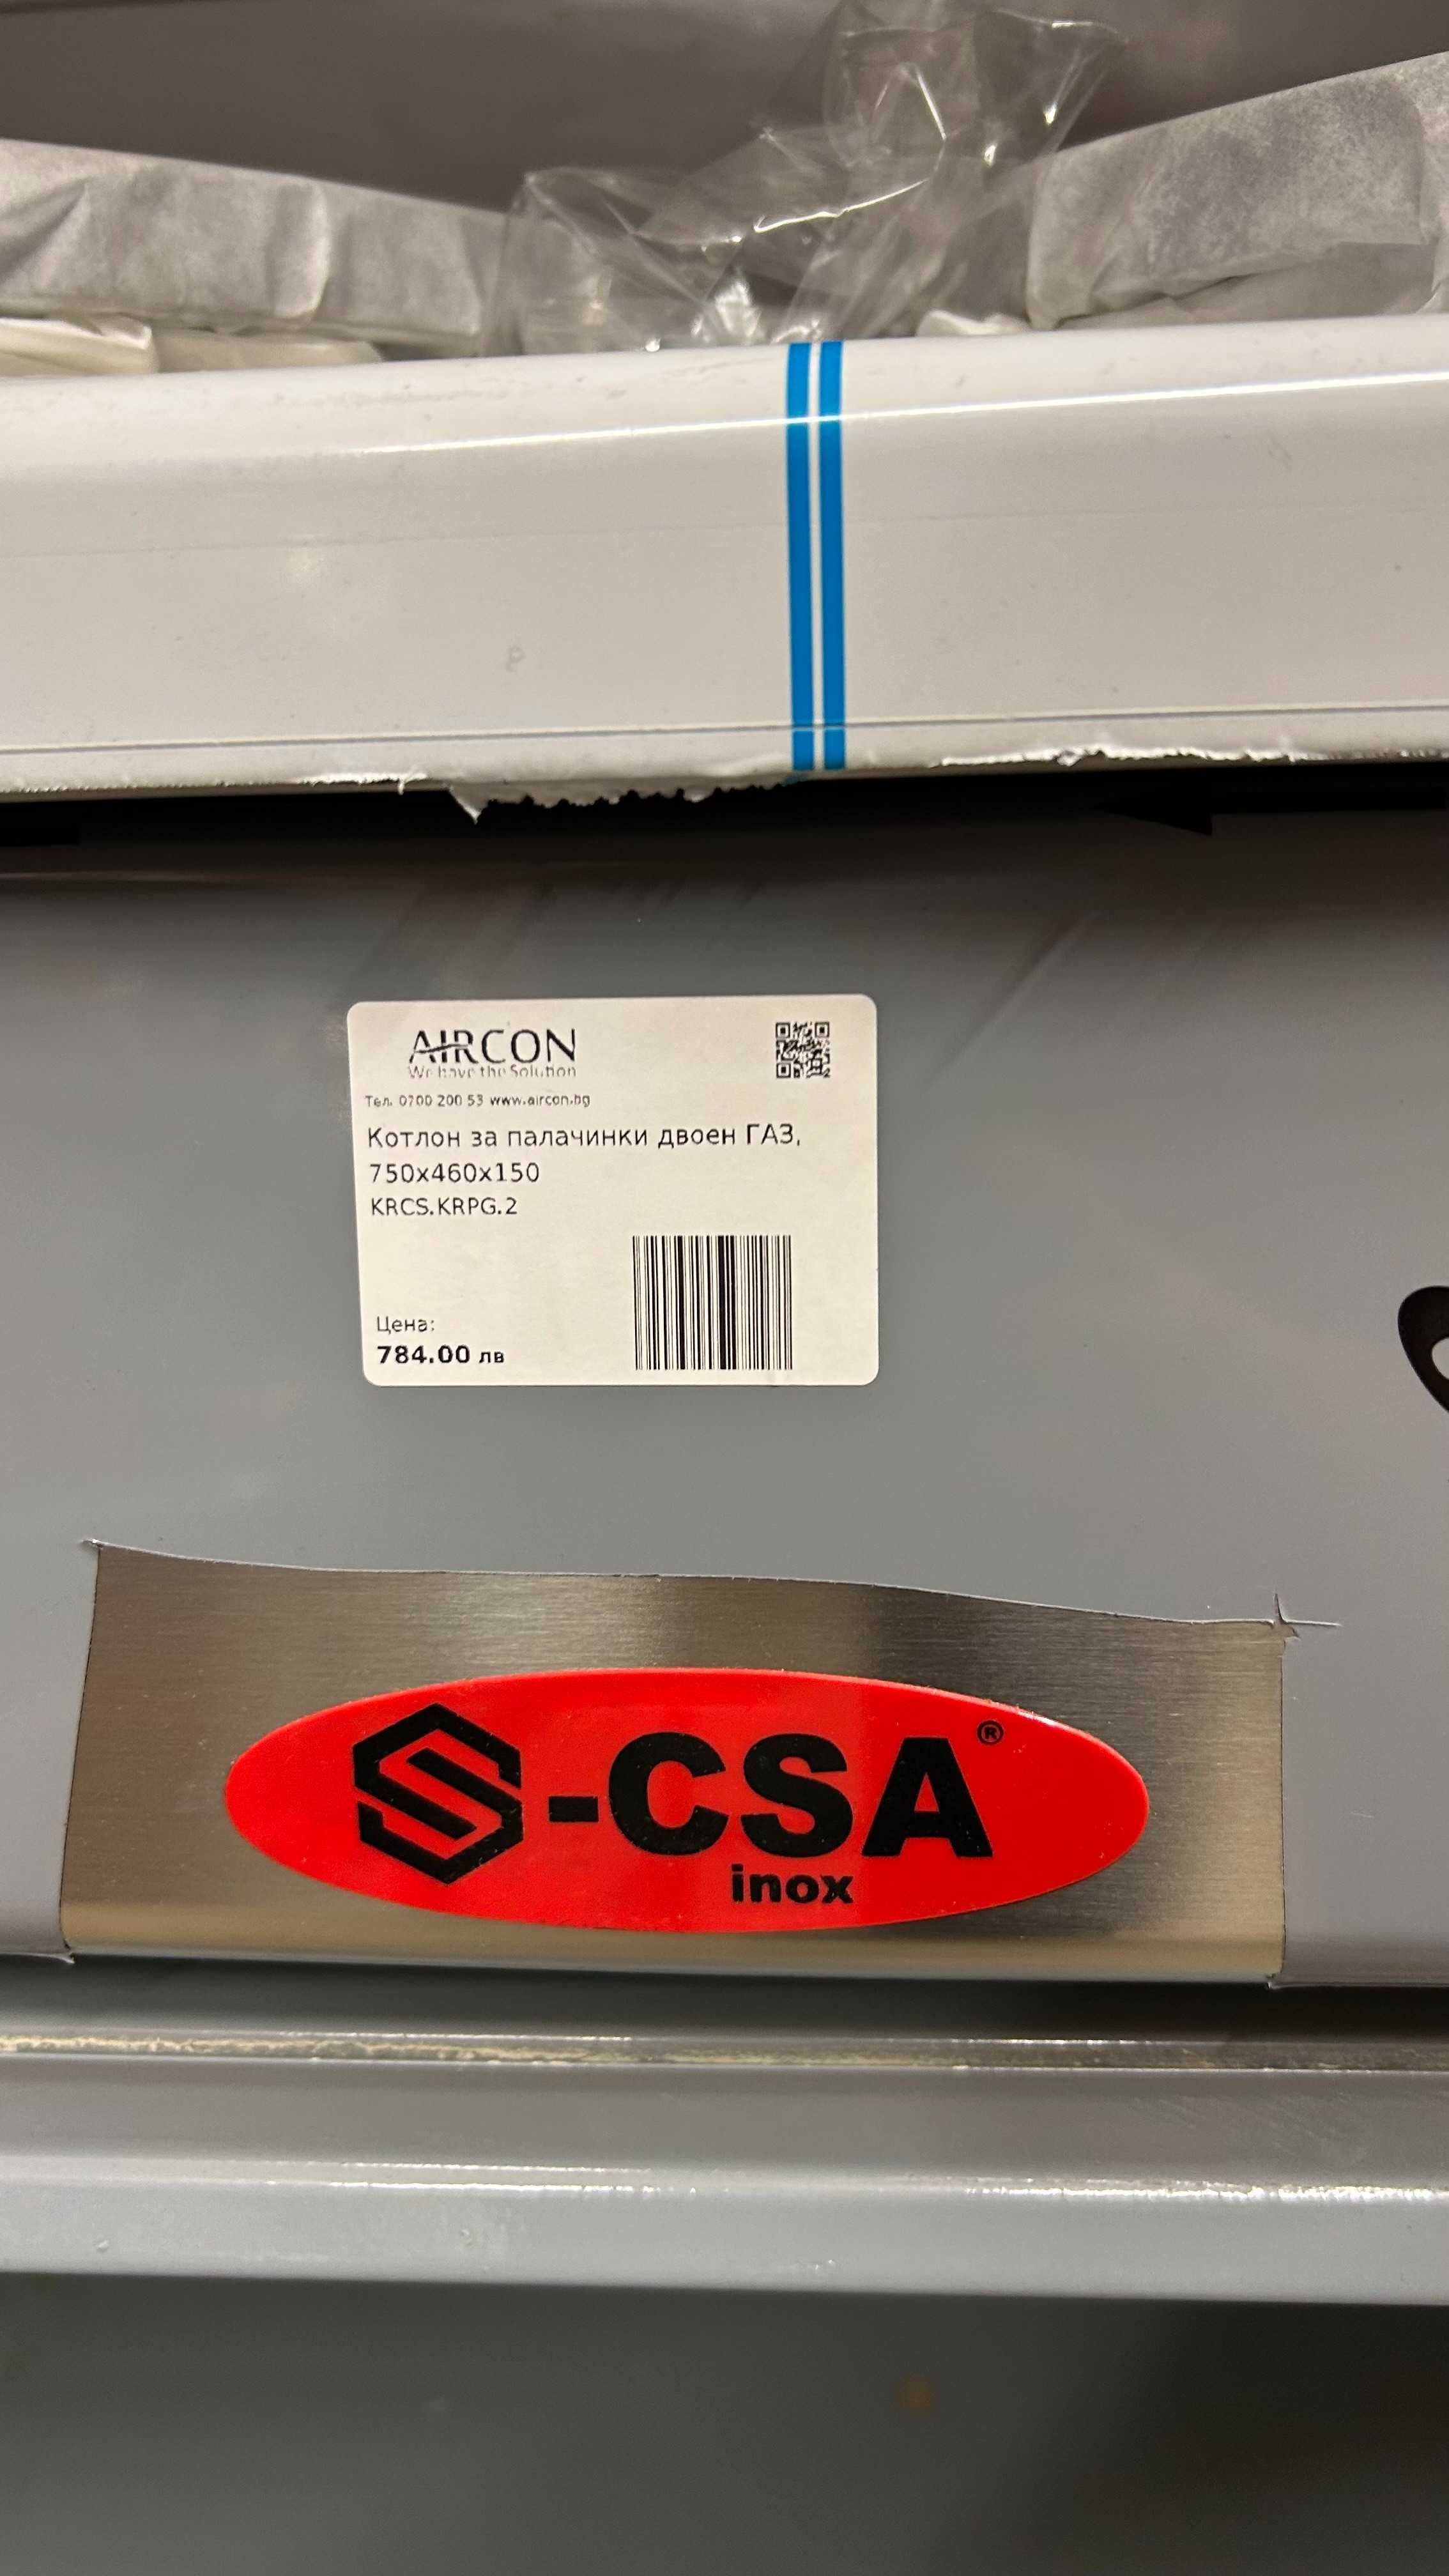 AIRCON
We have the Solution
Тел. 0700 200 53 www.aircon.bg
Котлон за палачинки двоен ГАЗ,
750x460x150
KRCS.KRPG.2
Цена:
784.00 лв
S-CSA®
inox